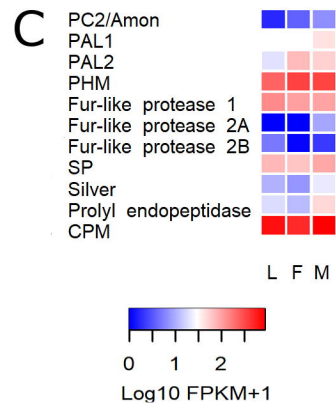 C
PC2/Amon
PAL1
PAL2
PHM
Fur-like protease 1
Fur-like protease 2A
Fur-like protease 2B
SP
Silver
Prolyl endopeptidase
CPM
L F M
0 1 2
Log10 FPKM+1